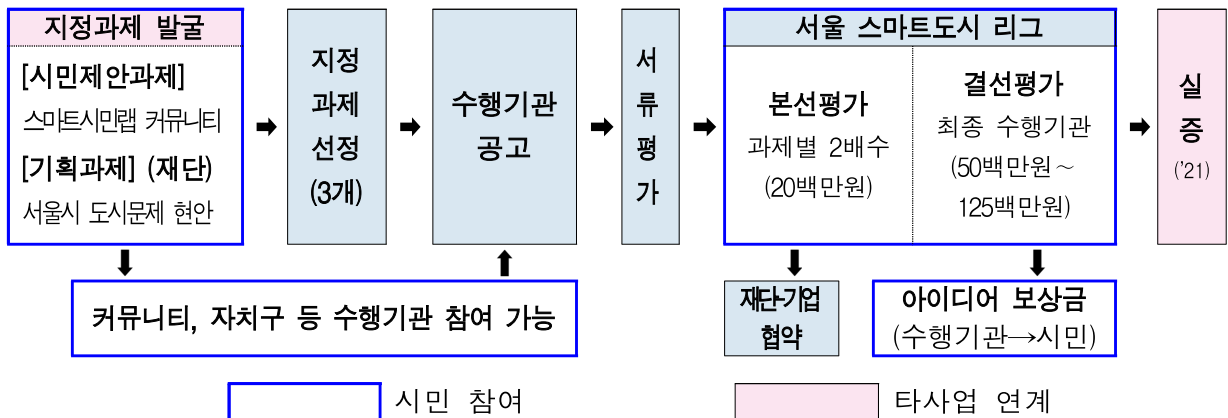 지정과제 발굴
[시민제안과제]
스마트시민랩 커뮤니티
[기획과제] (재단)
서울시 도시문제 현안
지정
과제
선정
(3개)
수행기관
공고
서
류
평
가
서울 스마트도시 리그
본선평가
과제별 2배수
(20백만원)
결선평가
최종 수행기관
(50백만원~
125백만원)
실
증
('21)
커뮤니티, 자치구 등 수행기관 참여 가능
재단-기업
협약
아이디어 보상금
(수행기관→시민)
시민 참여
타사업 연계